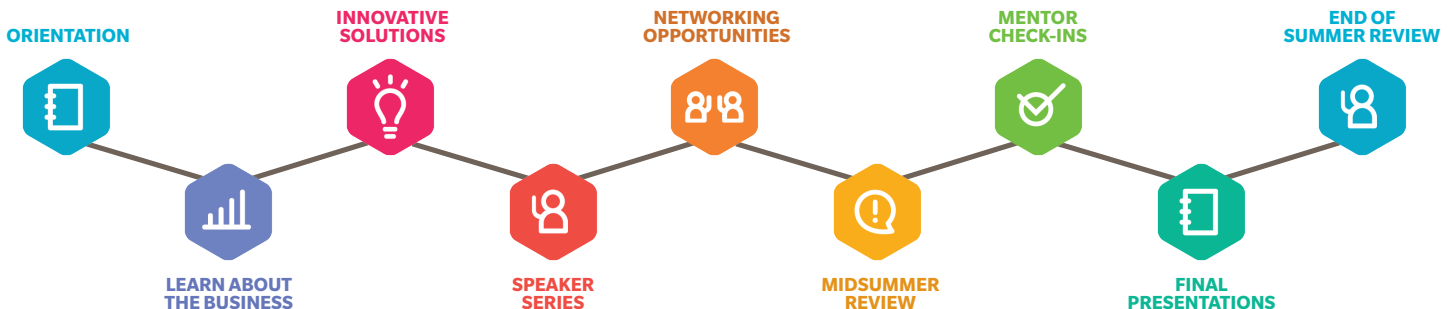 ORIENTATION
LEARN ABOUT
THE BUSINESS
INNOVATIVE
SOLUTIONS
SPEAKER
SERIES
NETWORKING
OPPORTUNITIES
MIDSUMMER
REVIEW
MENTOR
CHECK-INS
FINAL
PRESENTATIONS
END OF
SUMMER REVIEW